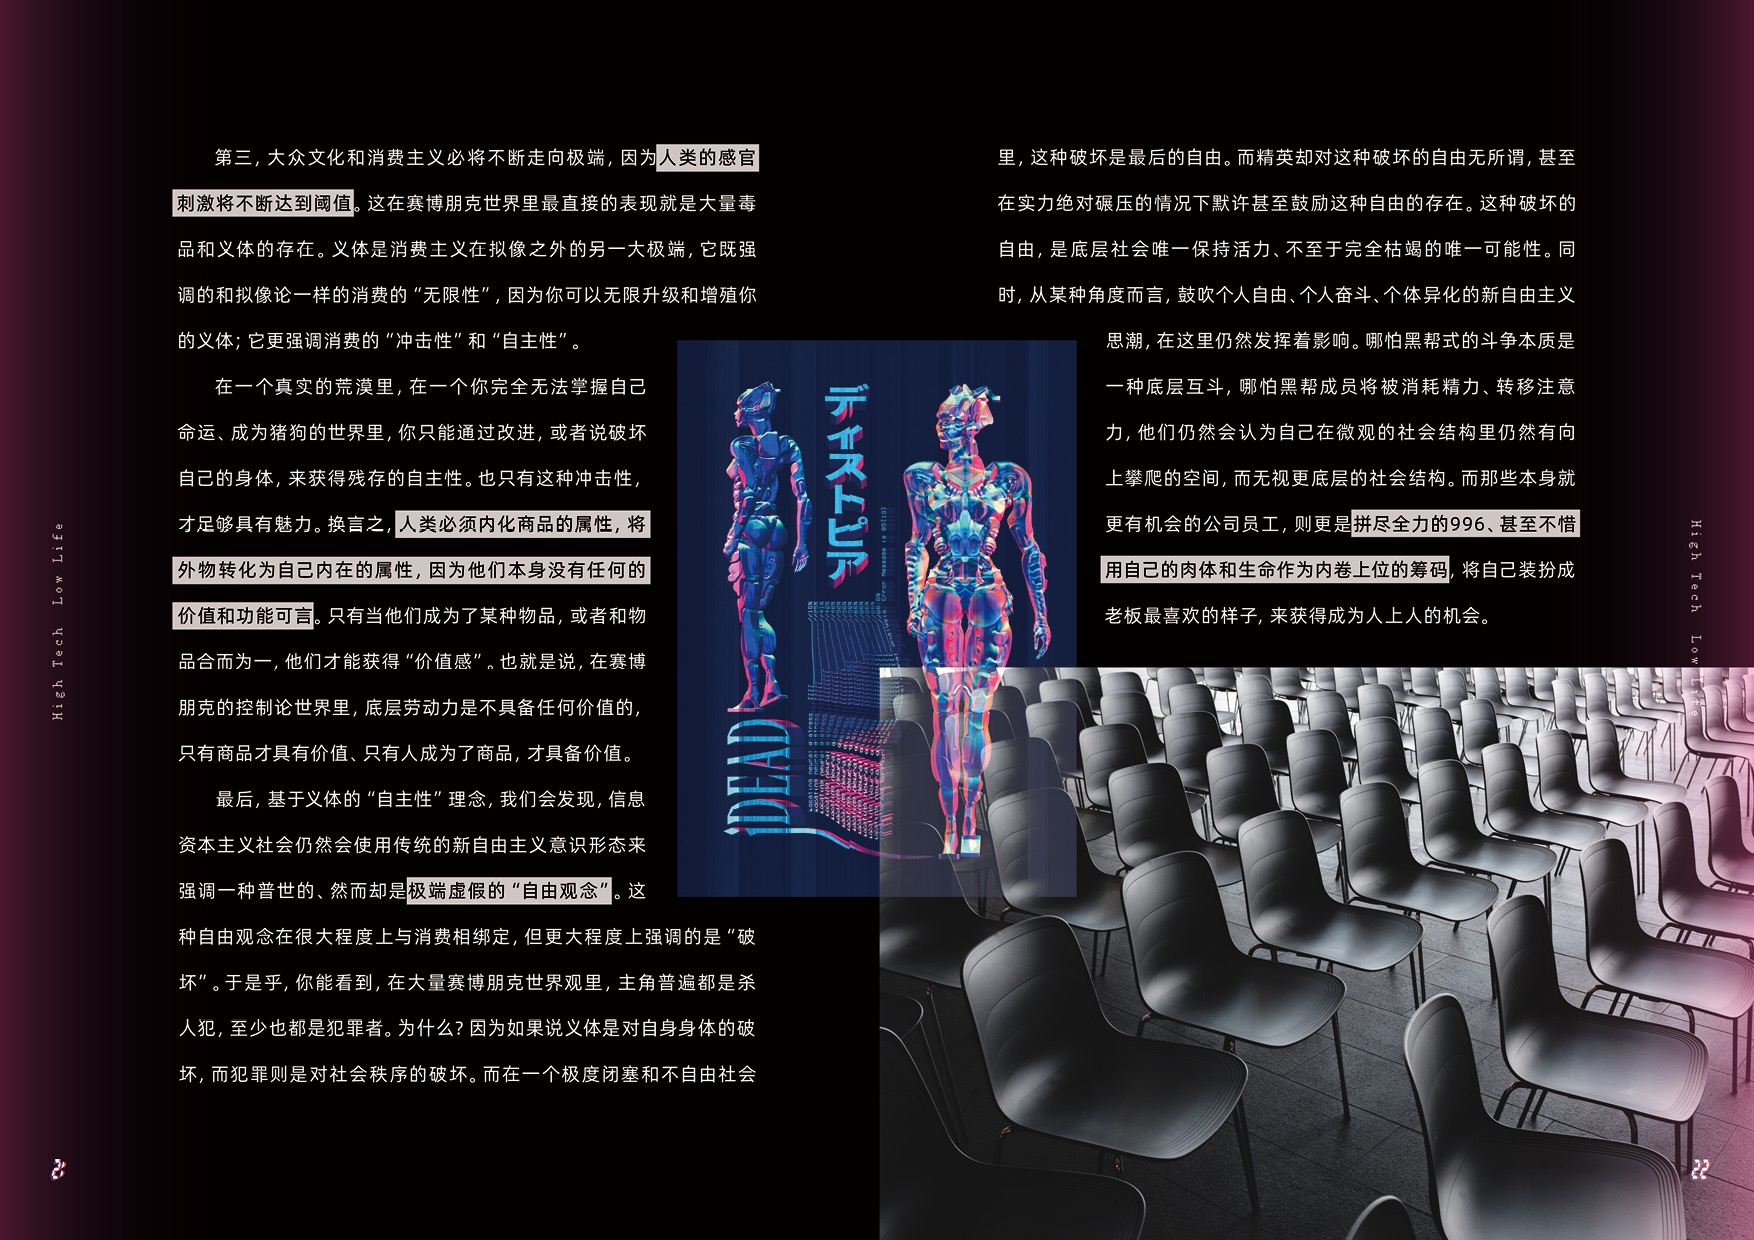 第三，大众文化和消费主义必将不断走向极端，因为人类的感官
刺激将不断达到阈值。这在赛博朋克世界里最直接的表现就是大量毒
品和义体的存在。义体是消费主义在拟像之外的另一大极端，它既强
调的和拟像论一样的消费的“无限性”，因为你可以无限升级和增殖你
的义体；它更强调消费的“冲击性”和“自主性”。
在一个真实的荒漠里，在一个你完全无法掌握自己
命运、成为猪狗的世界里，你只能通过改进，或者说破坏
自己的身体，来获得残存的自主性。也只有这种冲击性，
才足够具有魅力。换言之，人类必须内化商品的属性，将
外物转化为自己内在的属性，因为他们本身没有任何的
价值和功能可言。只有当他们成为了某种物品，或者和物
品合而为一，他们才能获得“价值感”。也就是说，在赛博
朋克的控制论世界里，底层劳动力是不具备任何价值的，
只有商品才具有价值、只有人成为了商品，才具备价值。
最后，基于义体的“自主性”理念，我们会发现，信息
资本主义社会仍然会使用传统的新自由主义意识形态来
强调一种普世的、然而却是极端虚假的“自由观念”。这
种自由观念在很大程度上与消费相绑定，但更大程度上强调的是“破
坏”。于是乎，你能看到，在大量赛博朋克世界观里，主角普遍都是杀
人犯，至少也都是犯罪者。为什么？因为如果说义体是对自身身体的破
坏，而犯罪则是对社会秩序的破坏。而在一个极度闭塞和不自由社会
里，这种破坏是最后的自由。而精英却对这种破坏的自由无所谓，甚至
在实力绝对碾压的情况下默许甚至鼓励这种自由的存在。这种破坏的
自由，是底层社会唯一保持活力、不至于完全枯竭的唯一可能性。同
时，从某种角度而言，鼓吹个人自由、个人奋斗、个体异化的新自由主义
思潮，在这里仍然发挥着影响。哪怕黑帮式的斗争本质是
一种底层互斗，哪怕黑帮成员将被消耗精力、转移注意
力，他们仍然会认为自己在微观的社会结构里仍然有向
上攀爬的空间，而无视更底层的社会结构。而那些本身就
更有机会的公司员工，则更是拼尽全力的996、甚至不惜
用自己的肉体和生命作为内卷上位的筹码，将自己装扮成
老板最喜欢的样子，来获得成为人上人的机会。
ディストピア
DEAD
High Tech Low Life
High Tech Low Life
22